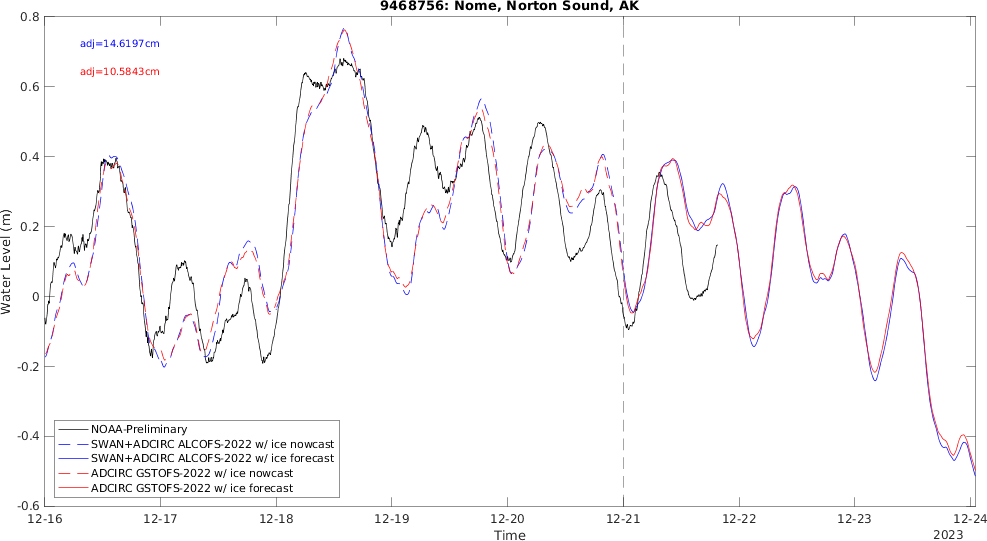 9468756: Nome, Norton Sound, AK
0.8
adj=14.6197cm
adj=10.5843cm
0.6
0.4
0.2
0
-0.2
-0.4
-0.6
Water Level (m)
NOAA-Preliminary
SWAN+ADCIRC ALCOFS-2022 w/ ice nowcast
SWAN+ADCIRC ALCOFS-2022 w/ ice forecast
ADCIRC GSTOFS-2022 w/ ice nowcast
ADCIRC GSTOFS-2022 w/ ice forecast
12-16 12-17 12-18 12-19 12-20 12-21 12-22 12-23 12-24
Time
2023